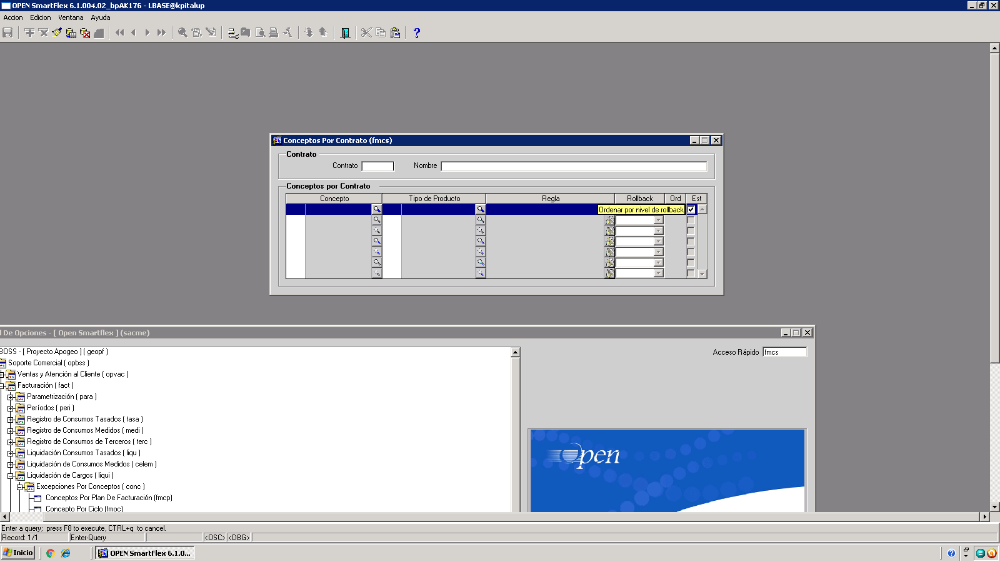 OPEN SmartFlex 6.1.004.02_bpAK176 - LBASE@kpitalup
Accion Edicion Ventana Ayuda
Conceptos Por Contrato (fmcs)
Contrato
Contrato Nombre
Conceptos por Contrato
Concepto Tipo de Producto Regla Rollback Ord Est
Ordenar por nivel de rollback
l De Opciones - [ Open Smartflex ] (sacme)
BOSS - [ Proyecto Apogeo ] ( geopf )
Acceso Rápido fmcs
Soporte Comercial ( opbss )
Ventas y Atención al Cliente ( opvac )
Facturación ( fact )
Parametrización ( para )
Períodos ( peri )
Registro de Consumos Tasados ( tasa )
Registro de Consumos Medidos ( medi )
Registro de Consumos de Terceros ( terc )
Liquidación Consumos Tasados ( liqu )
Liquidación de Consumos Medidos ( celem )
Liquidación de Cargos ( liqui )
Excepciones Por Conceptos ( conc )
Conceptos Por Plan De Facturación (fmcp)
Concepto Por Ciclo (fmoc)
Open
Enter a query; press F8 to execute, CTRL+q to cancel.
Record: 1/1 Enter-Query <OSC> <DBG>
Inicio OPEN SmartFlex 6.1.0...